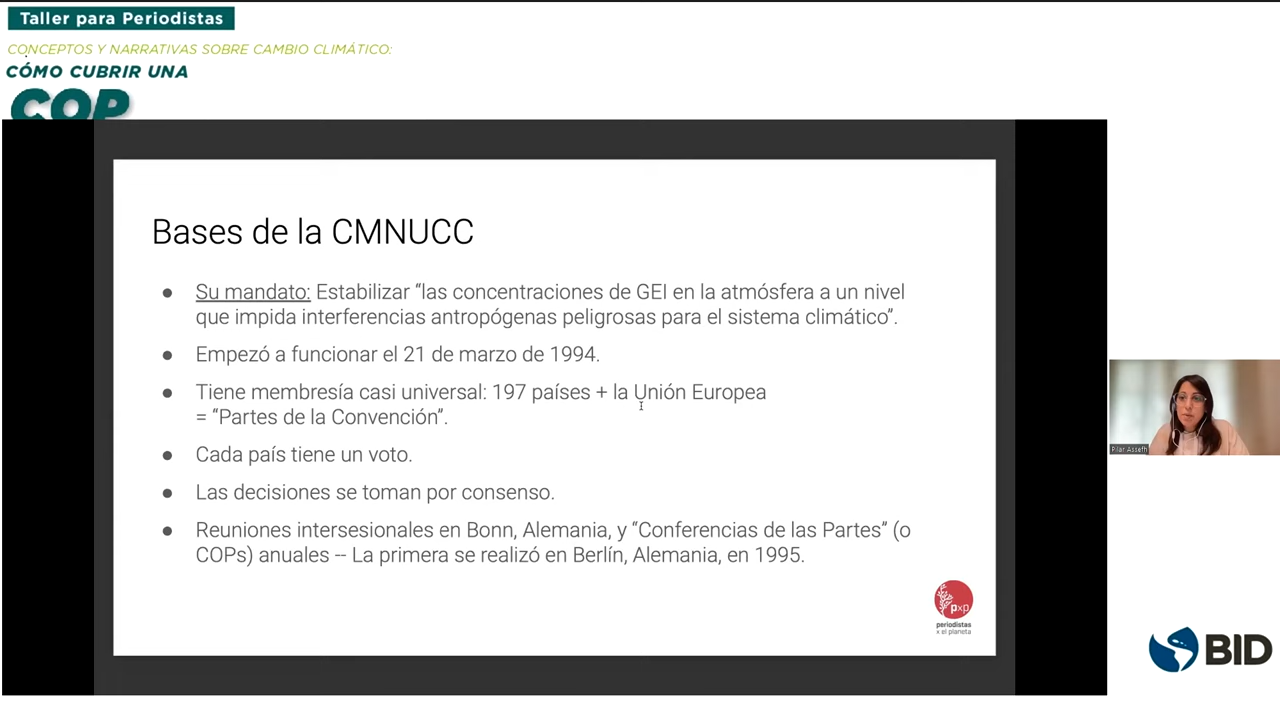 Taller para Periodistas
CONCEPTOS Y NARRATIVAS SOBRE CAMBIO CLIMÁTICO:
CÓMO CUBRIR UNA
COP
Bases de la CMNUCC
● Su mandato: Estabilizar “las concentraciones de GEI en la atmósfera a un nivel
que impida interferencias antropógenas peligrosas para el sistema climático”.
● Empezó a funcionar el 21 de marzo de 1994.
● Tiene membresía casi universal: 197 países + la Unión Europea
= “Partes de la Convención”.
● Cada país tiene un voto.
● Las decisiones se toman por consenso.
● Reuniones intersesionales en Bonn, Alemania, y “Conferencias de las Partes” (o
COPs) anuales -- La primera se realizó en Berlín, Alemania, en 1995.
pxp
periodistas
x el planeta
Pilar Assefh
BID